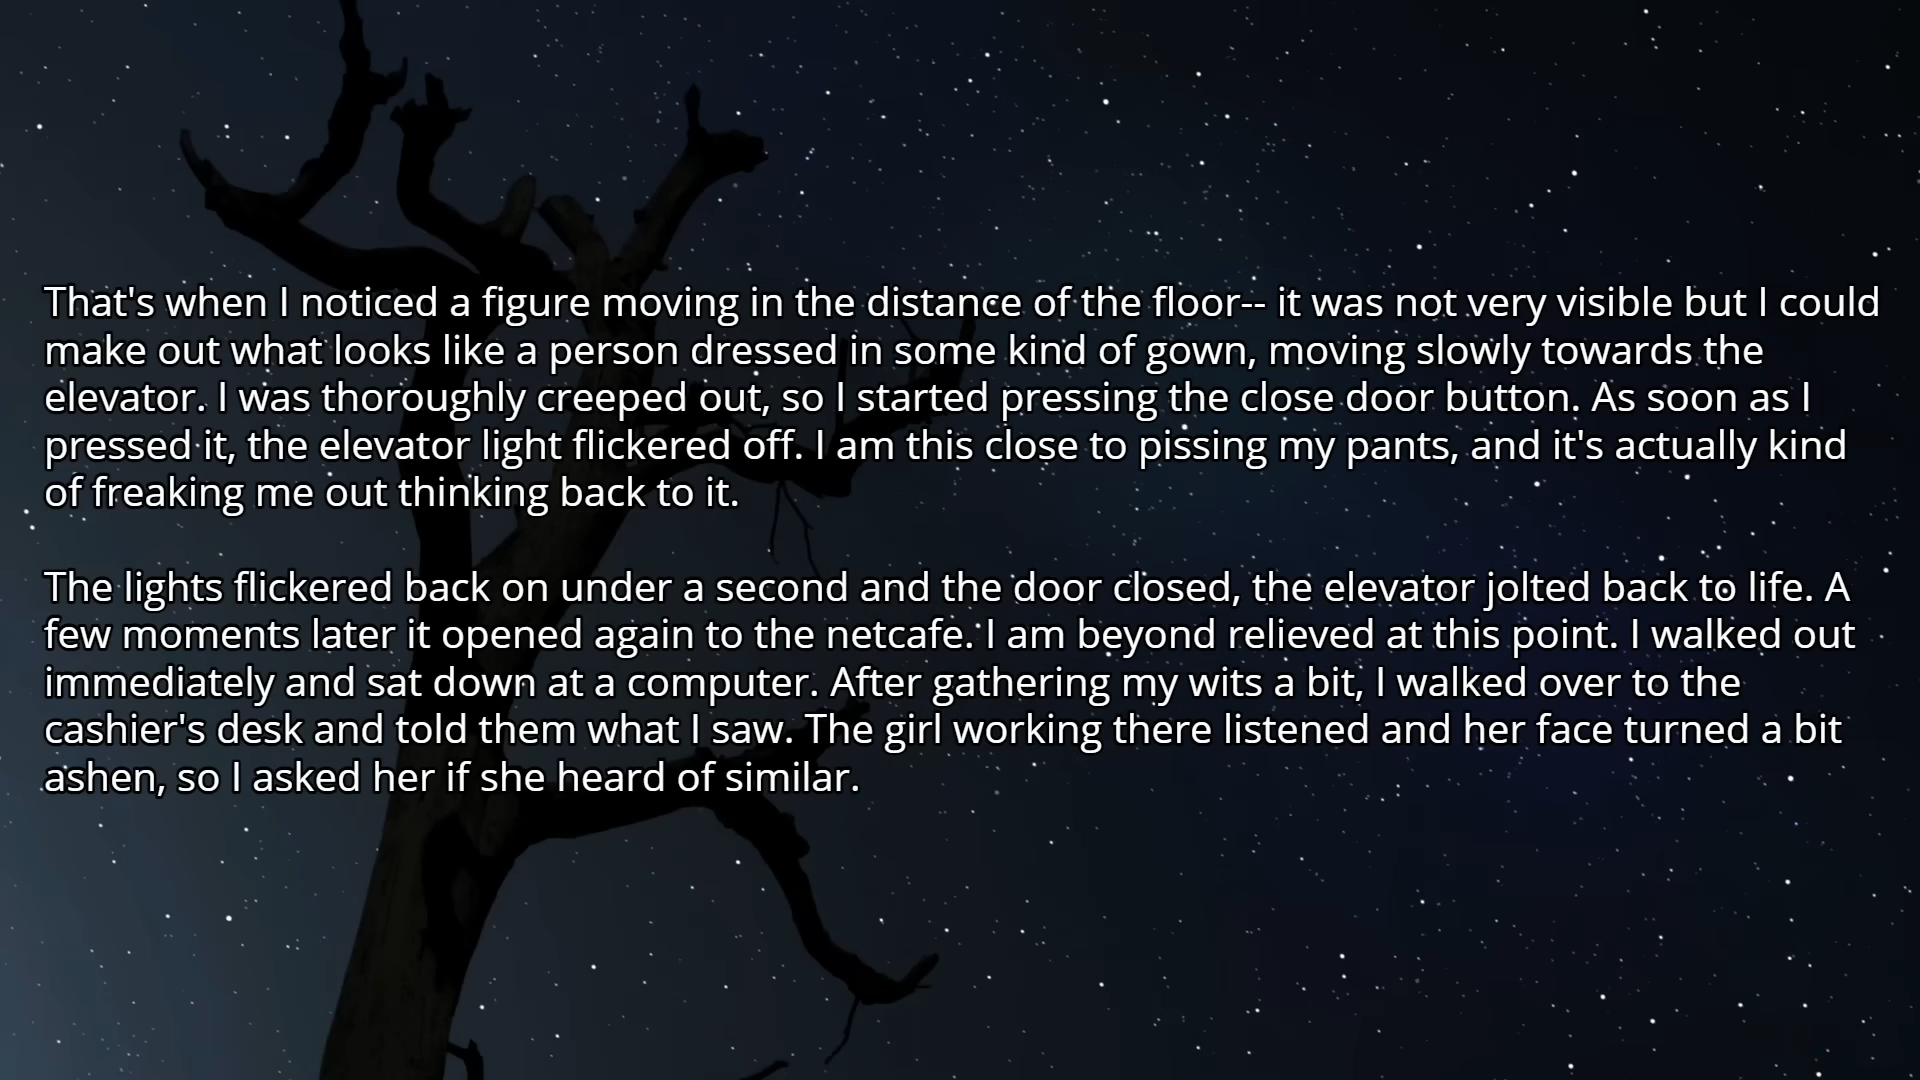 That's when I noticed a figure moving in the distance of the floor-- it was not very visible but I could
make out what looks like a person dressed in some kind of gown, moving slowly towards the
elevator. I was thoroughly creeped out, so I started pressing the close door button. As soon as I
pressed it, the elevator light flickered off. I am this close to pissing my pants, and it's actually kind
of freaking me out thinking back to it.
The lights flickered back on under a second and the door closed, the elevator jolted back to life. A
few moments later it opened again to the netcafe. I am beyond relieved at this point. I walked out
immediately and sat down at a computer. After gathering my wits a bit, I walked over to the
cashier's desk and told them what I saw. The girl working there listened and her face turned a bit
ashen, so I asked her if she heard of similar.